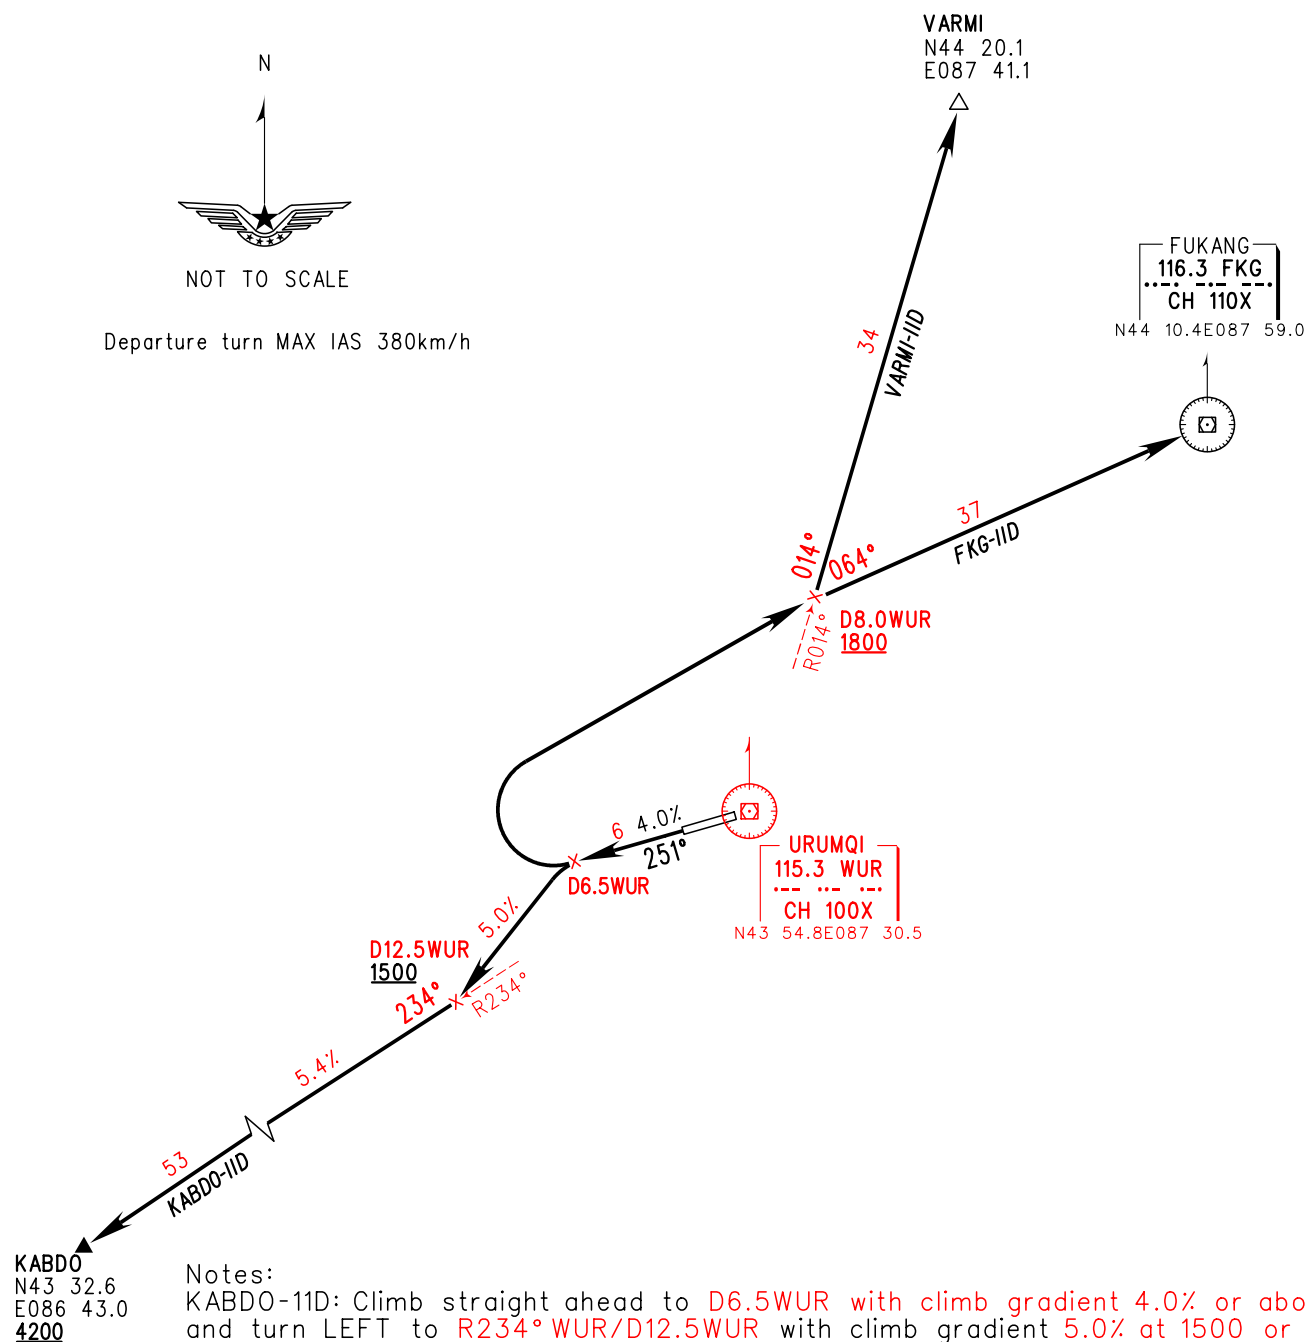 VARMI
N44 20.1
E087 41.1
N
NOT TO SCALE
Departure turn MAX IAS 380km/h
FUKANG
116.3 FKG
CH 110X
N44 10.4E087 59.0
34
VARMI-11D
37
FKG-11D
014°
064°
D8.0WUR
1800
R014°
6 4.0%
251°
D6.5WUR
URUMQI
115.3 WUR
CH 100X
N43 54.8E087 30.5
5.0%
D12.5WUR
1500
234°
R234°
5.4%
53
KABDO-11D
KABDO
N43 32.6
E086 43.0
4200
Notes:
KABDO-11D: Climb straight ahead to D6.5WUR with climb gradient 4.0% or abo
and turn LEFT to R234° WUR/D12.5WUR with climb gradient 5.0% at 1500 or